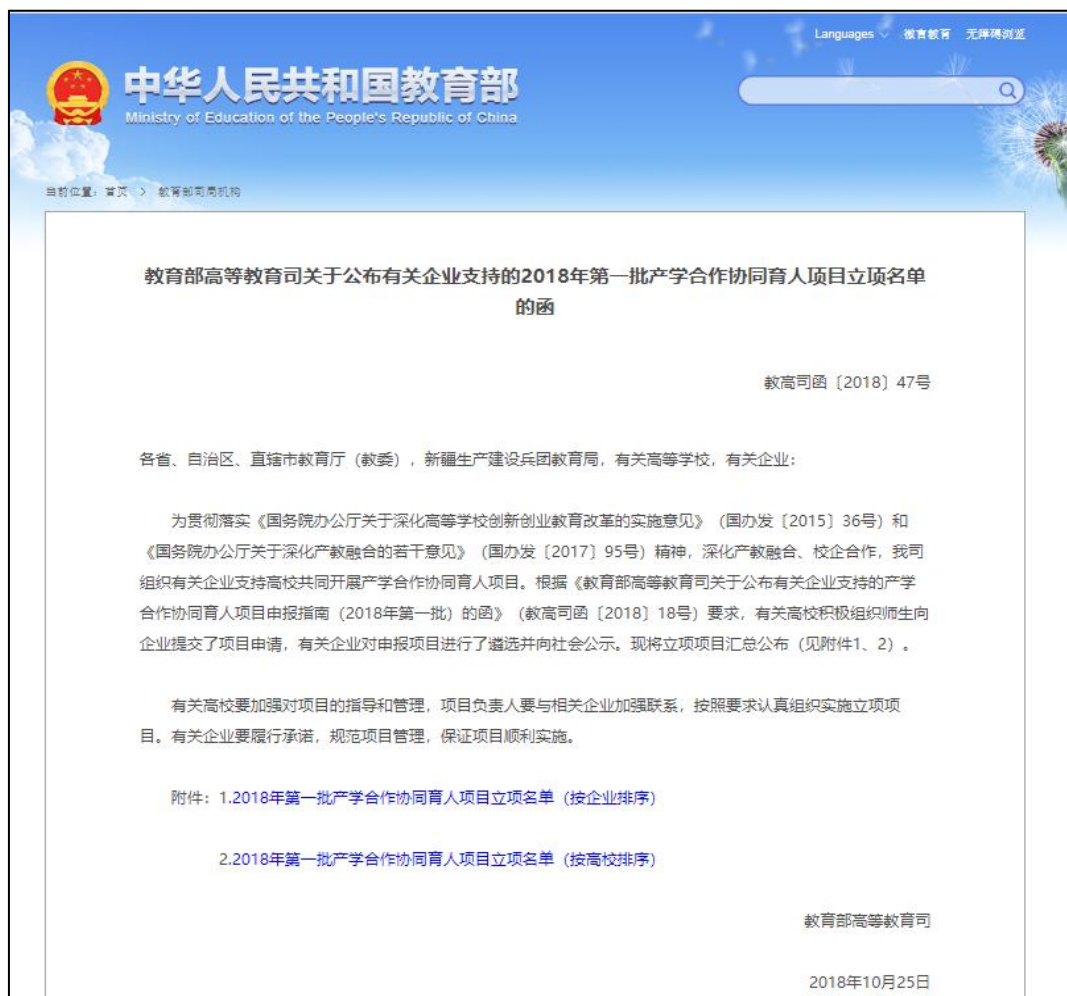 Languages 微言教育 无障碍浏览
中华人民共和国教育部
Ministry of Education of the People's Republic of China
当前位置：首页 > 教育部司局机构
教育部高等教育司关于公布有关企业支持的2018年第一批产学合作协同育人项目立项名单
的函
教高司函〔2018〕47号
各省、自治区、直辖市教育厅（教委），新疆生产建设兵团教育局，有关高等学校，有关企业：
为贯彻落实《国务院办公厅关于深化高等学校创新创业教育改革的实施意见》（国办发〔2015〕36号）和
《国务院办公厅关于深化产教融合的若干意见》（国办发〔2017〕95号）精神，深化产教融合、校企合作，我司
组织有关企业支持高校共同开展产学合作协同育人项目。根据《教育部高等教育司关于公布有关企业支持的产学
合作协同育人项目申报指南（2018年第一批）的函》（教高司函〔2018〕18号）要求，有关高校积极组织师生向
企业提交了项目申请，有关企业对申报项目进行了遴选并向社会公示。现将立项项目汇总公布（见附件1、2）。
有关高校要加强对项目的指导和管理，项目负责人要与相关企业加强联系，按照要求认真组织实施立项项
目。有关企业要履行承诺，规范项目管理，保证项目顺利实施。
附件：1.2018年第一批产学合作协同育人项目立项名单（按企业排序）
2.2018年第一批产学合作协同育人项目立项名单（按高校排序）
教育部高等教育司
2018年10月25日